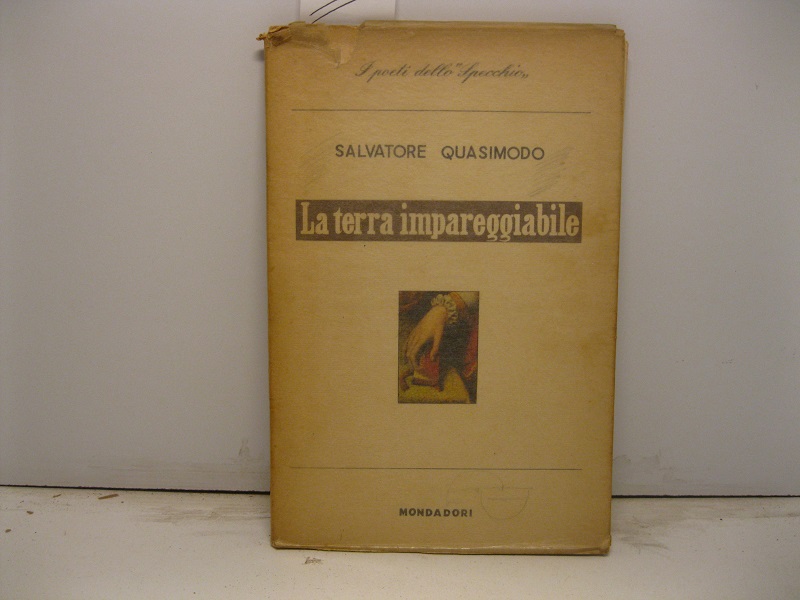 I poeti dello "Specchio„
SALVATORE QUASIMODO
La terra impareggiabile
MONDADORI